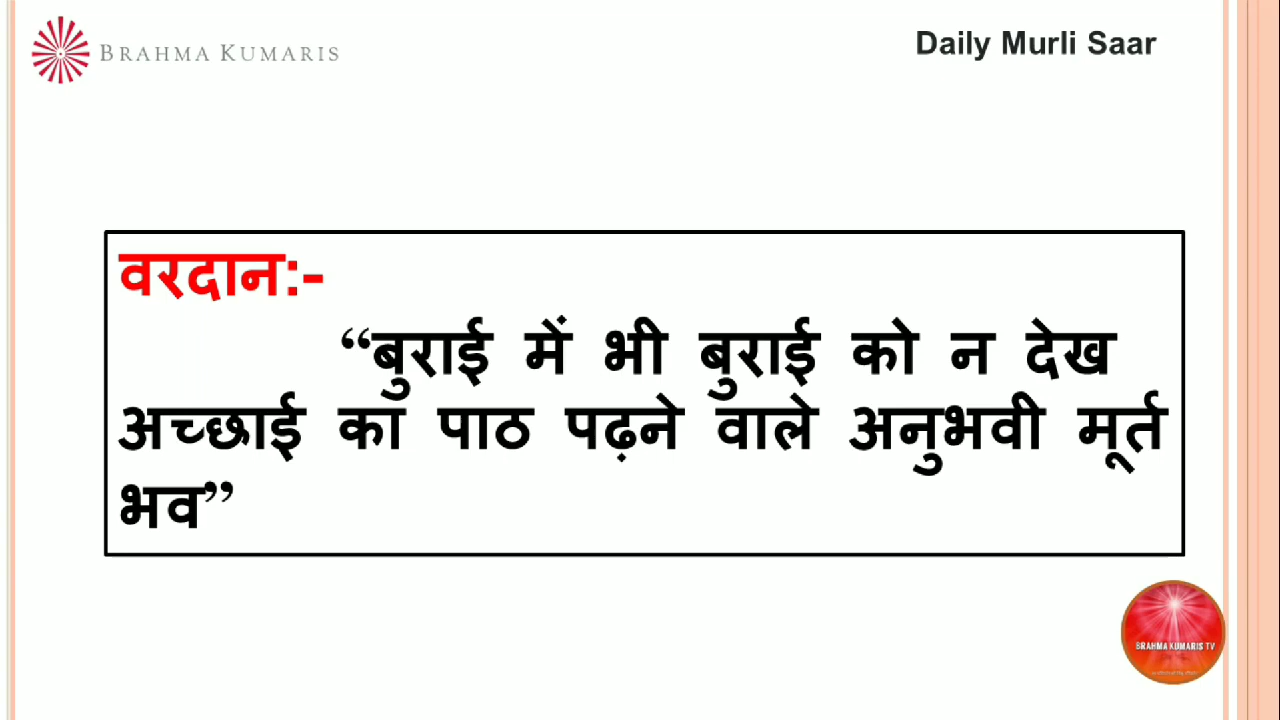 BRAHMA KUMARIS
Daily Murli Saar
वरदान:-
“बुराई में भी बुराई को न देख
अच्छाई का पाठ पढ़ने वाले अनुभवी मूर्त
भव”
BRAHMA KUMARIS TV